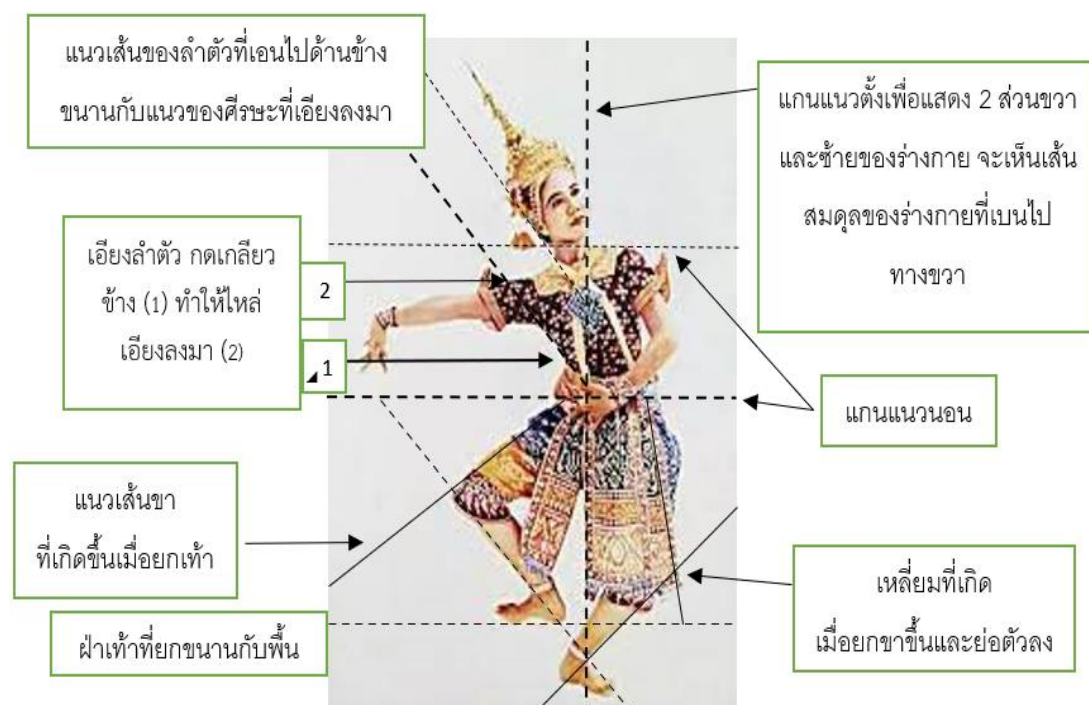 แนวเส้นของลำตัวที่เอนไปด้านข้าง
ขนานกับแนวของศีรษะที่เอียงลงมา
แกนแนวตั้งเพื่อแสดง 2 ส่วนขวา
และซ้ายของร่างกาย จะเห็นเส้น
สมดุลของร่างกายที่เบนไป
ทางขวา
เอียงลำตัว กดเกลียว
ข้าง (1) ทำให้ไหล่
เอียงลงมา (2)
2
1
แกนแนวนอน
แนวเส้นขา
ที่เกิดขึ้นเมื่อยกเท้า
เหลี่ยมที่เกิด
เมื่อยกขาขึ้นและย่อตัวลง
ฝ่าเท้าที่ยกขนานกับพื้น